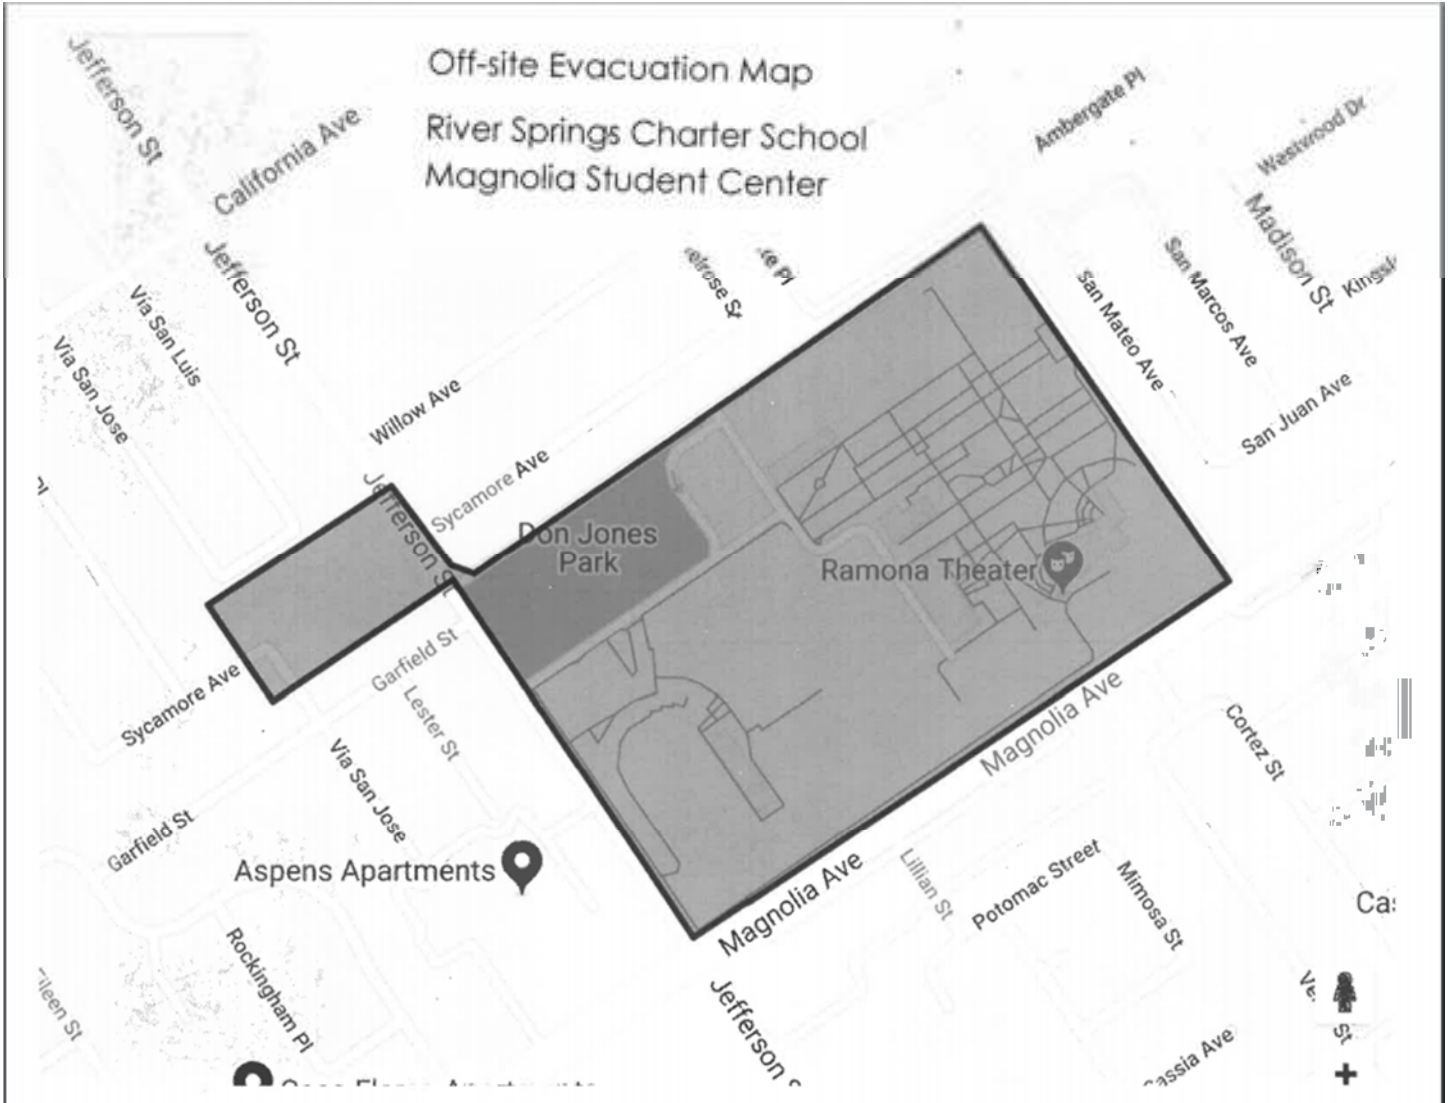 Off-site Evacuation Map
River Springs Charter School
Magnolia Student Center
Jefferson St
California Ave
Ambergate Pl
Westwood Dr
Madison St
Jefferson St
San Marcos Ave
San Mateo Ave
Via San Luis
Via San Jose
Willow Ave
San Juan Ave
Sycamore Ave
Jefferson St
Don Jones
Park
Ramona Theater
Garfield St
Sycamore Ave
Lester St
Magnolia Ave
Cortez St
Via San Jose
Garfield St
Aspens Apartments
Magnolia Ave
Lillian St
Potomac Street
Mimosa St
Rockingham Pl
Jefferson
St
Cassia Ave